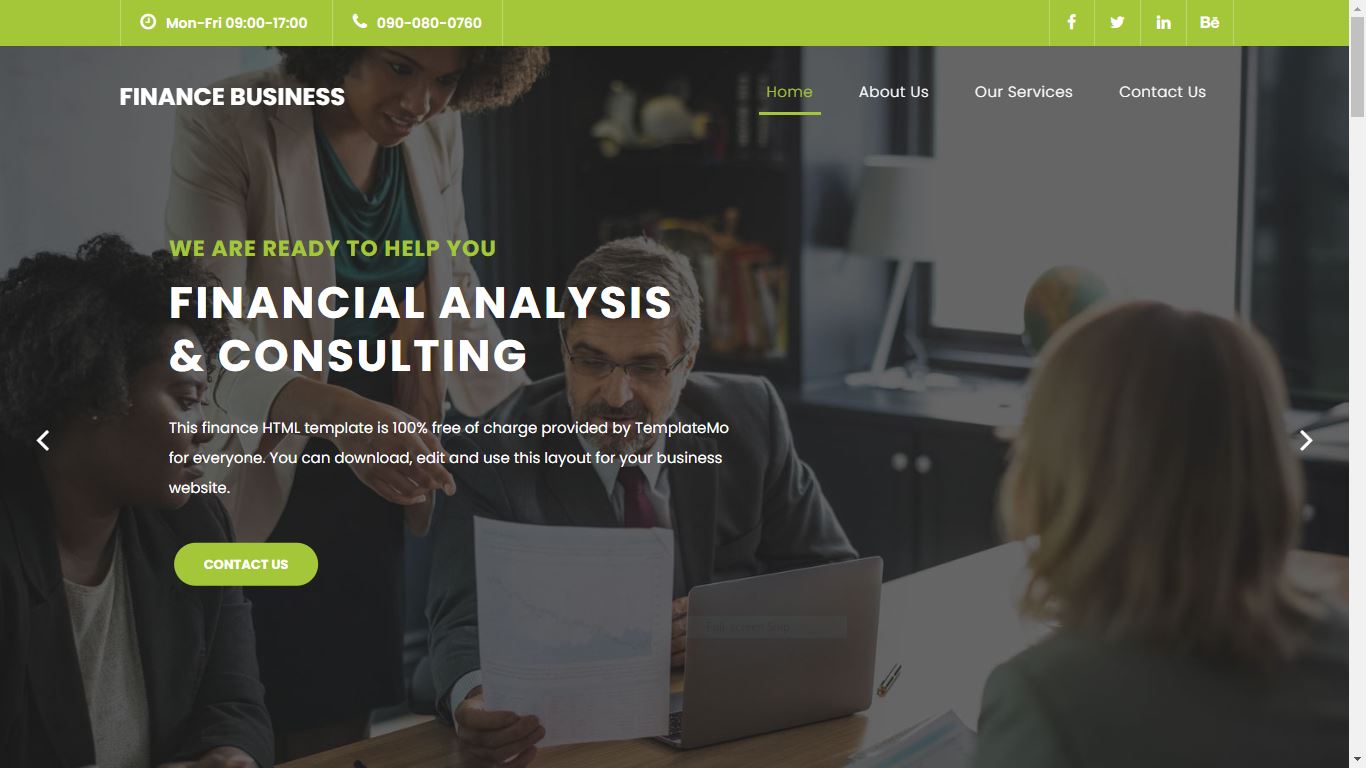 Mon-Fri 09:00-17:00
090-080-0760
Bē
FINANCE BUSINESS
Home
About Us
Our Services
Contact Us
WE ARE READY TO HELP YOU
FINANCIAL ANALYSIS
& CONSULTING
This finance HTML template is 100% free of charge provided by TemplateMo
for everyone. You can download, edit and use this layout for your business
website.
CONTACT US
Full-screen Snip